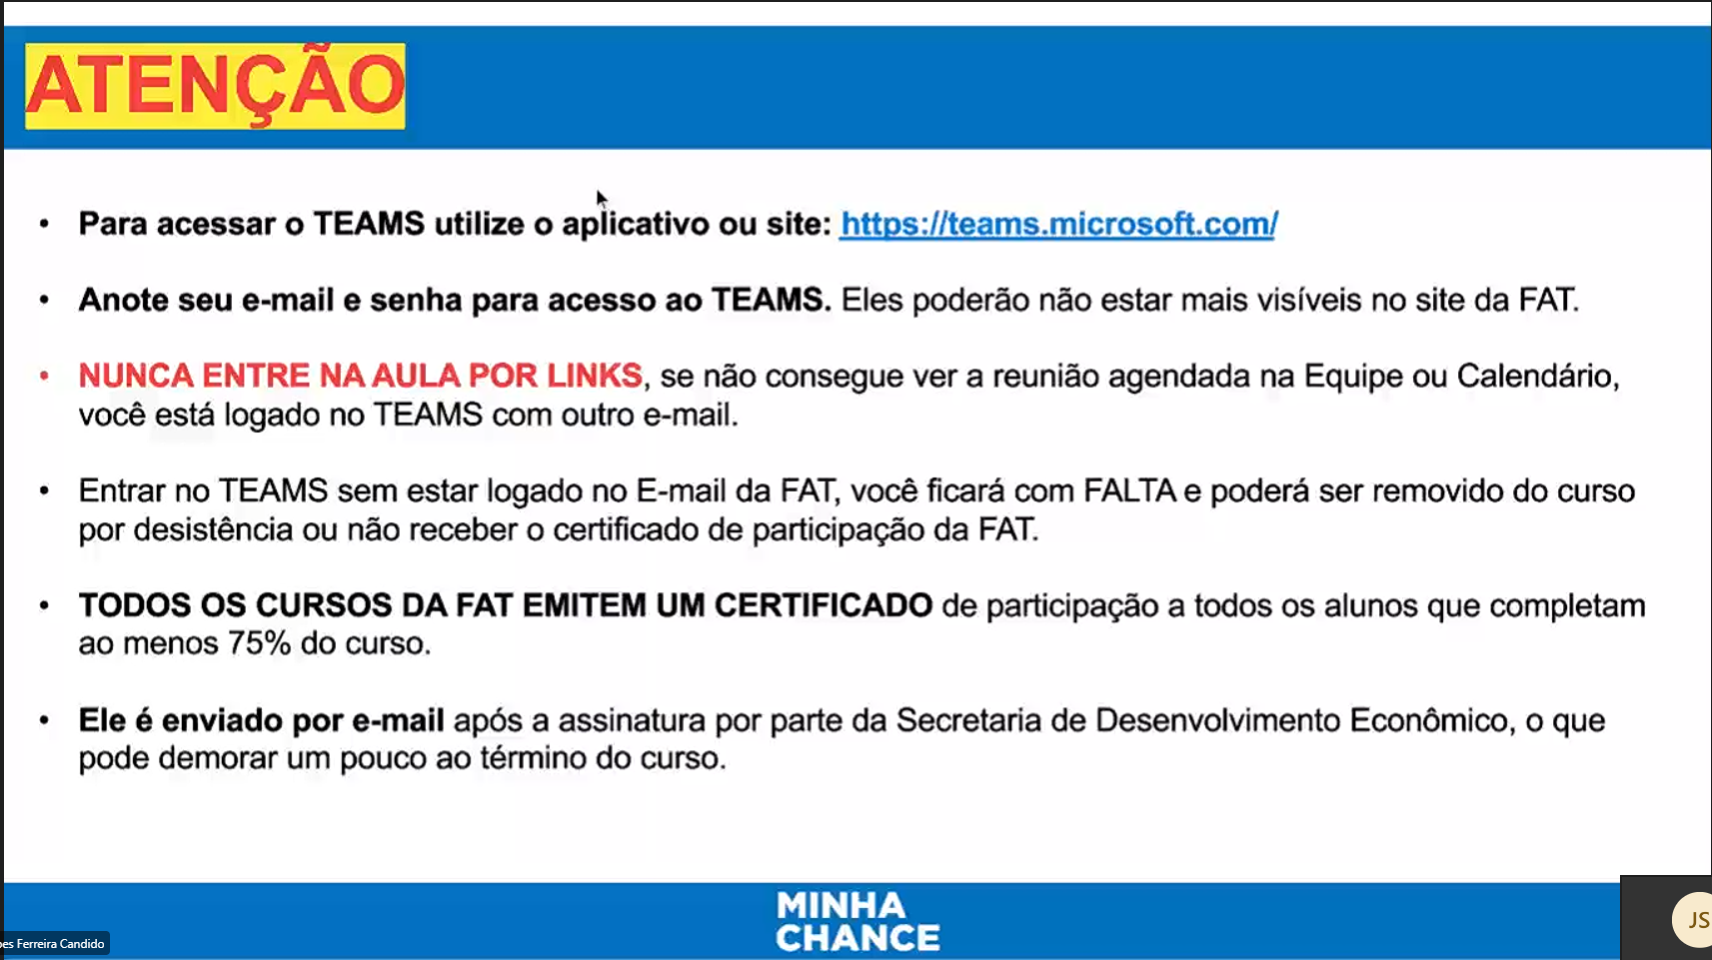 ATENÇÃO
• Para acessar o TEAMS utilize o aplicativo ou site: https://teams.microsoft.com/
• Anote seu e-mail e senha para acesso ao TEAMS. Eles poderão não estar mais visíveis no site da FAT.
• NUNCA ENTRE NA AULA POR LINKS, se não consegue ver a reunião agendada na Equipe ou Calendário,
você está logado no TEAMS com outro e-mail.
• Entrar no TEAMS sem estar logado no E-mail da FAT, você ficará com FALTA e poderá ser removido do curso
por desistência ou não receber o certificado de participação da FAT.
• TODOS OS CURSOS DA FAT EMITEM UM CERTIFICADO de participação a todos os alunos que completam
ao menos 75% do curso.
• Ele é enviado por e-mail após a assinatura por parte da Secretaria de Desenvolvimento Econômico, o que
pode demorar um pouco ao término do curso.
MINHA
CHANCE
Ferreira Candido
JS